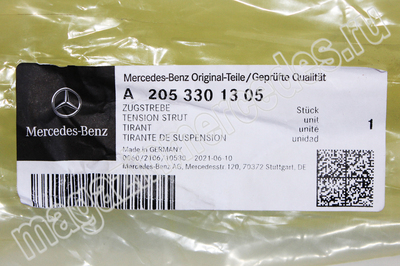 Mercedes-Benz Original-Teile/Geprüfte Qualität
A 205 330 13 05
ZUGSTREBE
TENSION STRUT
TIRANT
TIRANTE DE SUSPENSION
Stück
unit
unité
unidad
1
Made in GERMANY
2021-06-10
Mercedes-Benz AG, Mercedesstr. 120, 70372 Stuttgart, DE
Mercedes-Benz